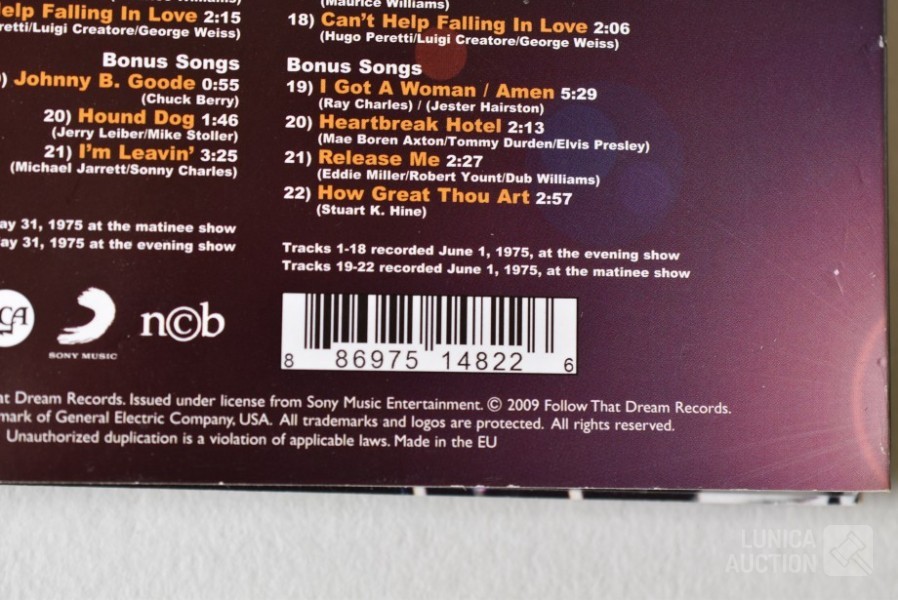 Help Falling In Love 2:15
Peretti/Luigi Creatore/George Weiss)
Bonus Songs
Johnny B. Goode 0:55
(Chuck Berry)
20) Hound Dog 1:46
(Jerry Leiber/Mike Stoller)
21) I'm Leavin' 3:25
(Michael Jarrett/Sonny Charles)
ay 31, 1975 at the matinee show
ay 31, 1975 at the evening show
(Maurice Williams)
18) Can't Help Falling In Love 2:06
(Hugo Peretti/Luigi Creatore/George Weiss)
Bonus Songs
19) I Got A Woman / Amen 5:29
(Ray Charles) / (Jester Hairston)
20) Heartbreak Hotel 2:13
(Mae Boren Axton/Tommy Durden/Elvis Presley)
21) Release Me 2:27
(Eddie Miller/Robert Yount/Dub Williams)
22) How Great Thou Art 2:57
(Stuart K. Hine)
Tracks 1-18 recorded June 1, 1975, at the evening show
Tracks 19-22 recorded June 1, 1975, at the matinee show
CA
SONY MUSIC
n©b
8 86975 14822 6
at Dream Records. Issued under license from Sony Music Entertainment. © 2009 Follow That Dream Records.
mark of General Electric Company, USA. All trademarks and logos are protected. All rights reserved.
Unauthorized duplication is a violation of applicable laws. Made in the EU
LUNICA
AUCTION